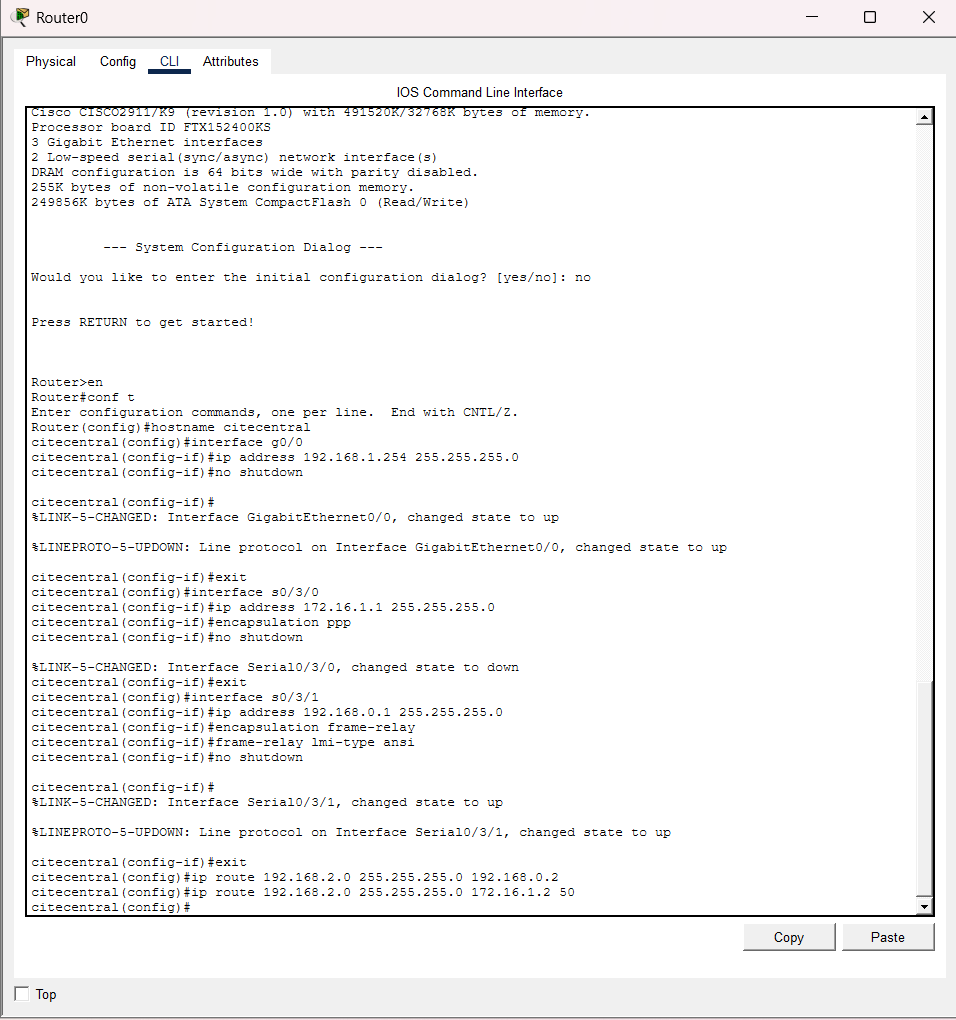 Router0
Physical Config CLI Attributes
IOS Command Line Interface
Cisco CISCO2911/K9 (revision 1.0) with 491520K/32768K bytes of memory.
Processor board ID FTX152400KS
3 Gigabit Ethernet interfaces
2 Low-speed serial(sync/async) network interface(s)
DRAM configuration is 64 bits wide with parity disabled.
255K bytes of non-volatile configuration memory.
249856K bytes of ATA System CompactFlash 0 (Read/Write)
--- System Configuration Dialog ---
Would you like to enter the initial configuration dialog? [yes/no]: no
Press RETURN to get started!
Router>en
Router#conf t
Enter configuration commands, one per line.  End with CNTL/Z.
Router(config)#hostname citecentral
citecentral(config)#interface g0/0
citecentral(config-if)#ip address 192.168.1.254 255.255.255.0
citecentral(config-if)#no shutdown
citecentral(config-if)#
%LINK-5-CHANGED: Interface GigabitEthernet0/0, changed state to up
%LINEPROTO-5-UPDOWN: Line protocol on Interface GigabitEthernet0/0, changed state to up
citecentral(config-if)#exit
citecentral(config)#interface s0/3/0
citecentral(config-if)#ip address 172.16.1.1 255.255.255.0
citecentral(config-if)#encapsulation ppp
citecentral(config-if)#no shutdown
%LINK-5-CHANGED: Interface Serial0/3/0, changed state to down
citecentral(config-if)#exit
citecentral(config)#interface s0/3/1
citecentral(config-if)#ip address 192.168.0.1 255.255.255.0
citecentral(config-if)#encapsulation frame-relay
citecentral(config-if)#frame-relay lmi-type ansi
citecentral(config-if)#no shutdown
citecentral(config-if)#
%LINK-5-CHANGED: Interface Serial0/3/1, changed state to up
%LINEPROTO-5-UPDOWN: Line protocol on Interface Serial0/3/1, changed state to up
citecentral(config-if)#exit
citecentral(config)#ip route 192.168.2.0 255.255.255.0 192.168.0.2
citecentral(config)#ip route 192.168.2.0 255.255.255.0 172.16.1.2 50
citecentral(config)#
Copy Paste
Top